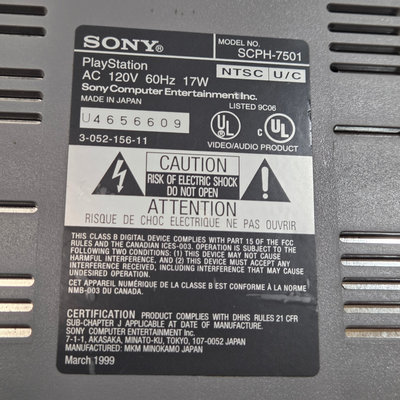 SONY®
MODEL NO. SCPH-7501
PlayStation
NTSC U/C
AC 120V 60Hz 17W
Sony Computer Entertainment Inc.
MADE IN JAPAN
LISTED 9C06
U4656609
UL ® C UL ®
3-052-156-11
VIDEO/AUDIO PRODUCT
CAUTION
RISK OF ELECTRIC SHOCK
DO NOT OPEN
ATTENTION
RISQUE DE CHOC ELECTRIQUE NE PAS OUVRIR
THIS CLASS B DIGITAL DEVICE COMPLIES WITH PART 15 OF THE FCC
RULES AND THE CANADIAN ICES-003. OPERATION IS SUBJECT TO THE
FOLLOWING TWO CONDITIONS: (1) THIS DEVICE MAY NOT CAUSE
HARMFUL INTERFERENCE, AND (2) THIS DEVICE MUST ACCEPT ANY
INTERFERENCE RECEIVED, INCLUDING INTERFERENCE THAT MAY CAUSE
UNDESIRED OPERATION.
CET APPAREIL NUMÉRIQUE DE LA CLASSE B EST CONFORME À LA NORME
NMB-003 DU CANADA.
CERTIFICATION PRODUCT COMPLIES WITH DHHS RULES 21 CFR
SUB-CHAPTER J APPLICABLE AT DATE OF MANUFACTURE.
SONY COMPUTER ENTERTAINMENT INC.
7-1-1, AKASAKA, MINATO-KU, TOKYO, 107-0052 JAPAN
MANUFACTURED: MKM MINOKAMO JAPAN
March 1999